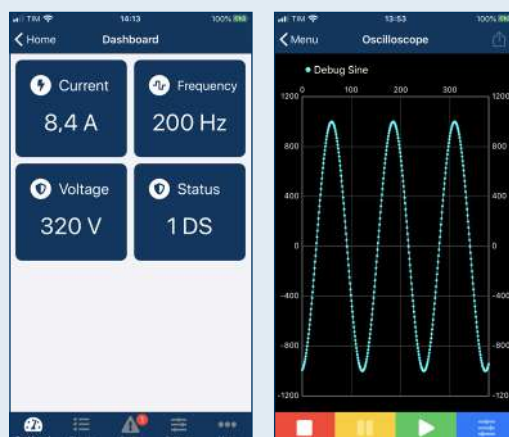 TIM 14:13 100%
Home Dashboard
Current
8,4 A
Frequency
200 Hz
Voltage
320 V
Status
1 DS
1
TIM 13:53 100%
Menu Oscilloscope
Debug Sine
0 100 200 300
1200 1200
800 800
400 400
0 0
-400 -400
-800 -800
-1200 -120